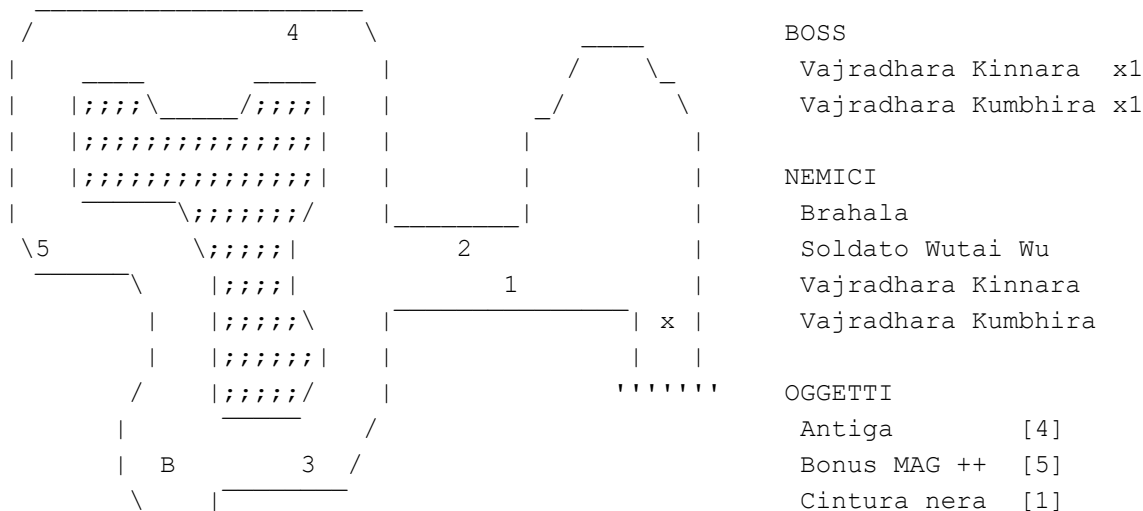 4
BOSS
Vajradhara Kinnara x1
Vajradhara Kumbhira x1
NEMICI
Brahala
5 2 Soldato Wutai Wu
1 Vajradhara Kinnara
x Vajradhara Kumbhira
OGGETTI
Antiga [4]
B 3 Bonus MAG ++ [5]
Cintura nera [1]